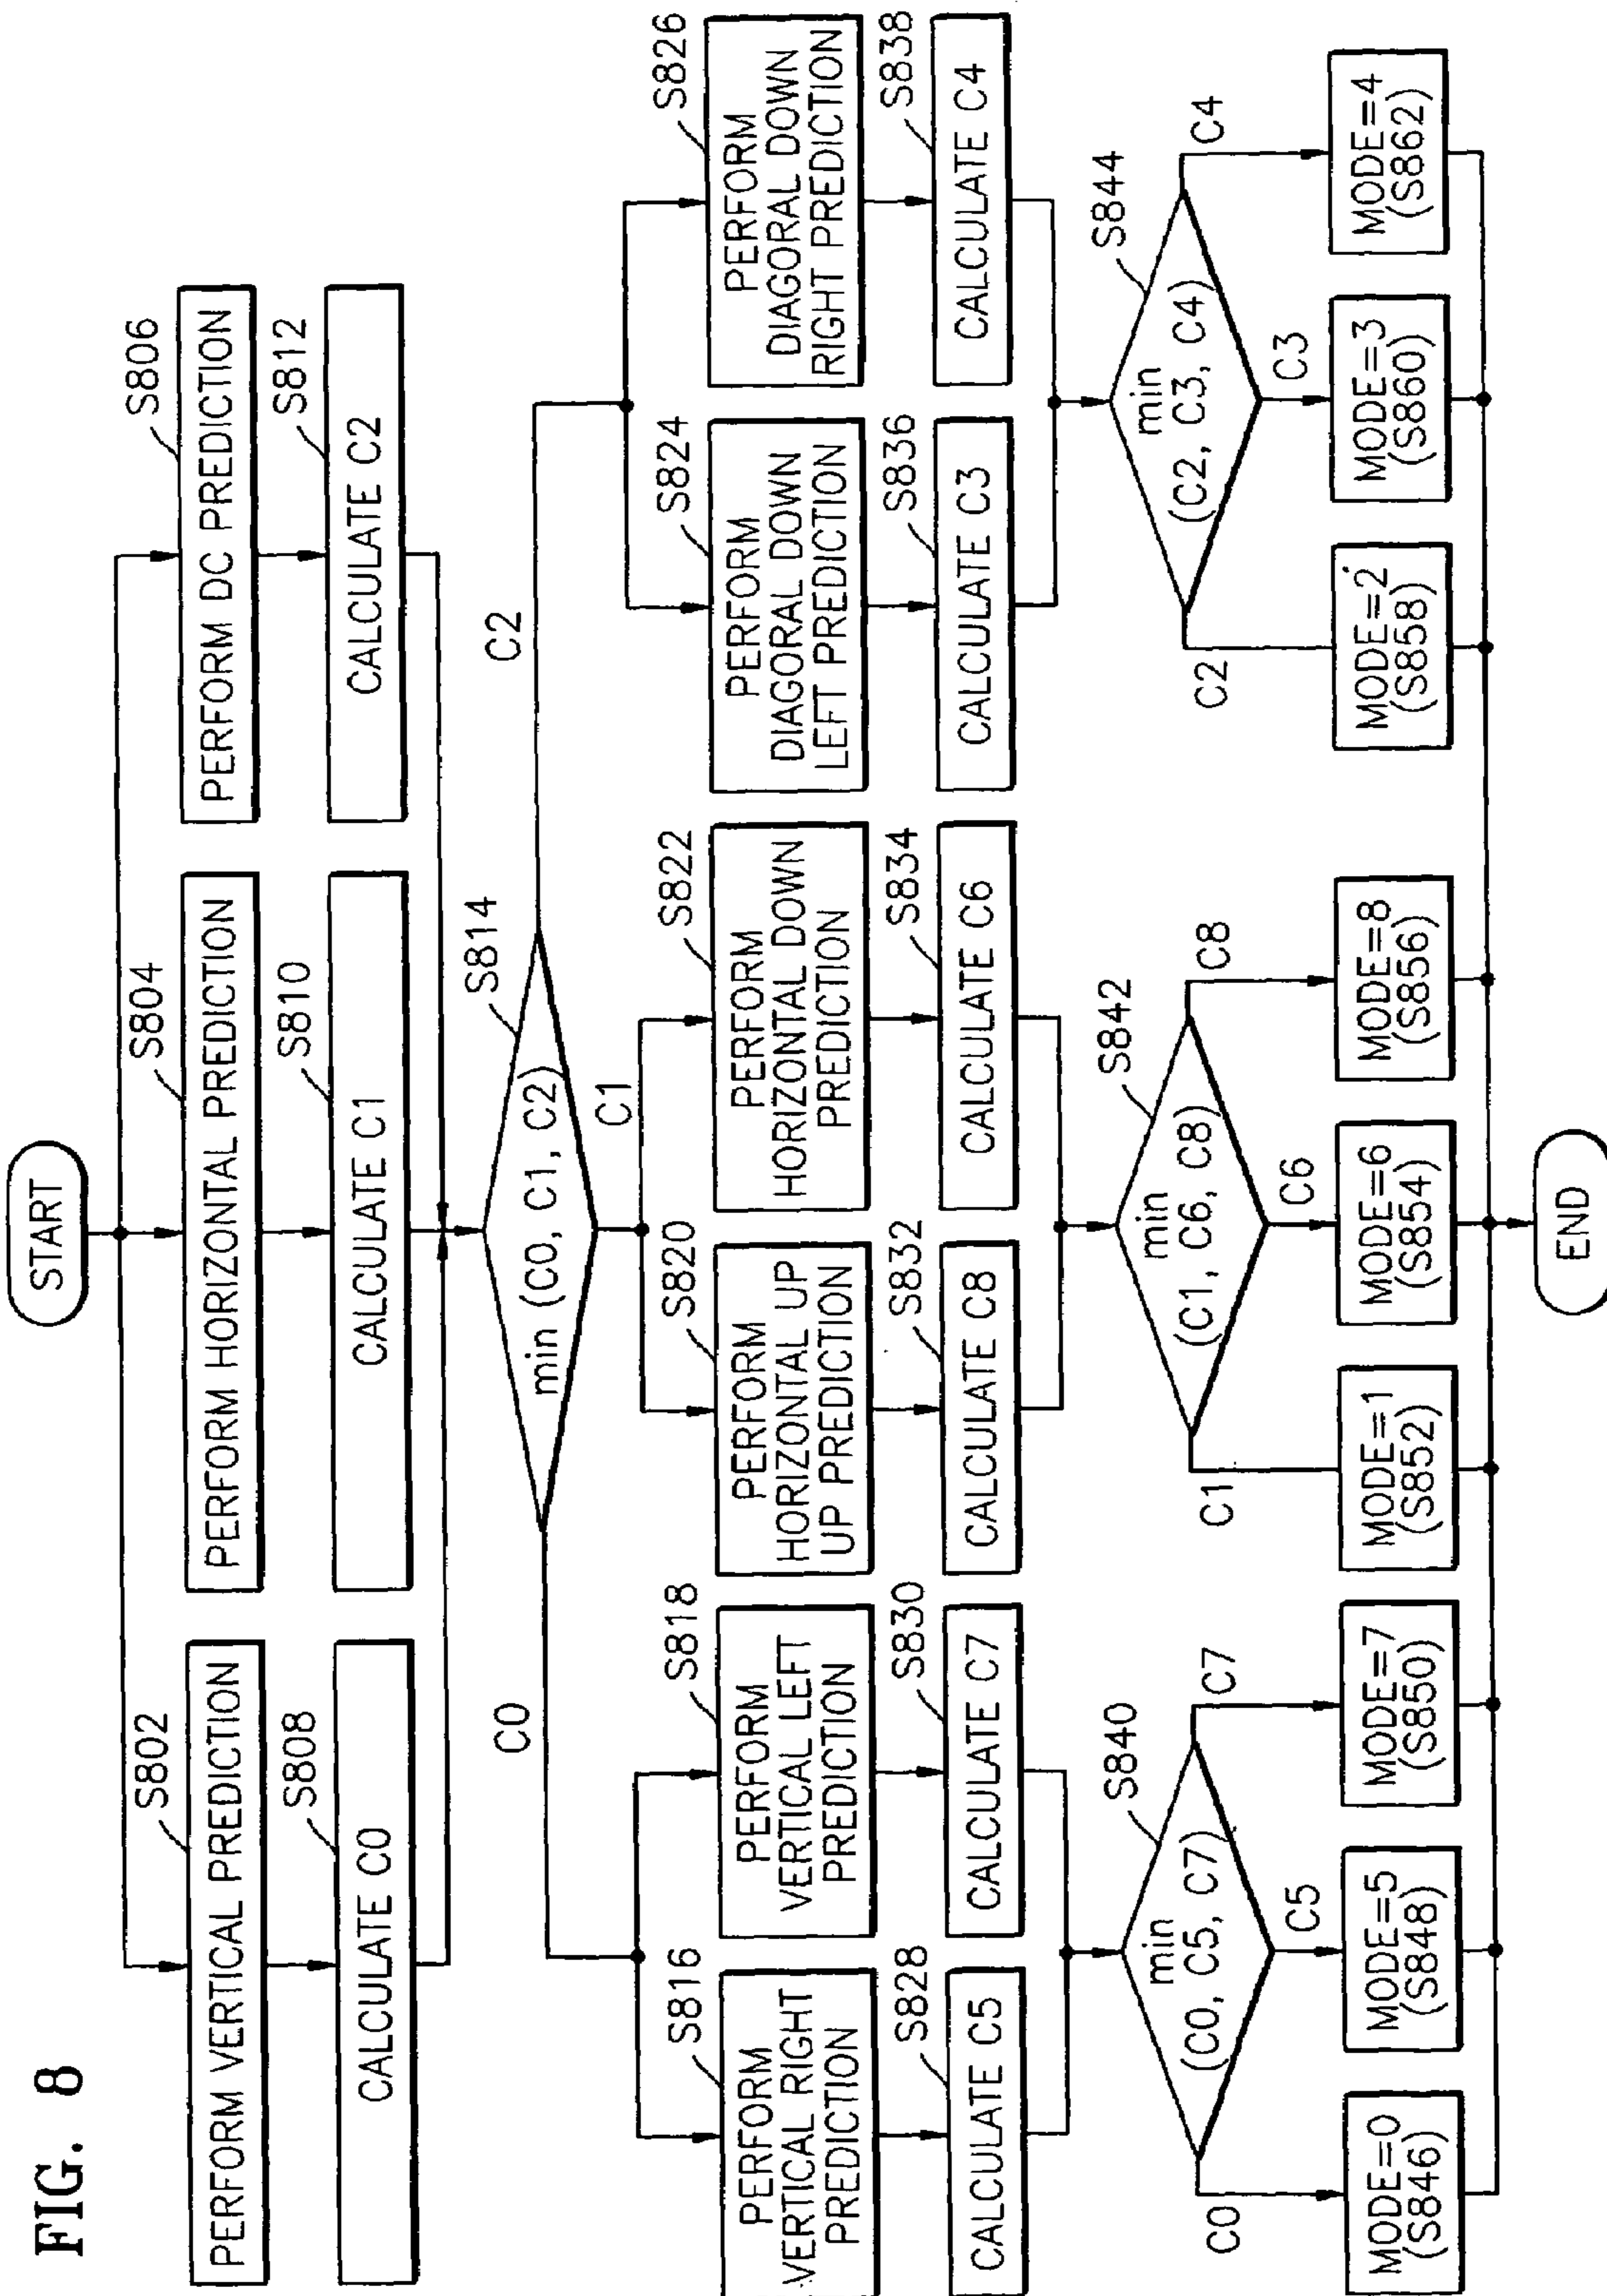 FIG. 8
START
S802
PERFORM VERTICAL PREDICTION
S804
PERFORM HORIZONTAL PREDICTION
S806
PERFORM DC PREDICTION
S808
CALCULATE C0
S810
CALCULATE C1
S812
CALCULATE C2
S814
min (C0, C1, C2)
C0
C1
C2
S816
PERFORM
VERTICAL RIGHT
PREDICTION
S818
PERFORM
VERTICAL LEFT
PREDICTION
S820
PERFORM
HORIZONTAL UP
UP PREDICTION
S822
PERFORM
HORIZONTAL DOWN
PREDICTION
S824
PERFORM
DIAGORAL DOWN
LEFT PREDICTION
S826
PERFORM
DIAGORAL DOWN
RIGHT PREDICTION
S828
CALCULATE C5
S830
CALCULATE C7
S832
CALCULATE C8
S834
CALCULATE C6
S836
CALCULATE C3
S838
CALCULATE C4
S840
min
(C0, C5, C7)
C0
C5
C7
S842
min
(C1, C6, C8)
C1
C6
C8
S844
min
(C2, C3, C4)
C2
C3
C4
MODE=0
(S846)
MODE=5
(S848)
MODE=7
(S850)
MODE=1
(S852)
MODE=6
(S854)
MODE=8
(S856)
MODE=2
(S858)
MODE=3
(S860)
MODE=4
(S862)
END